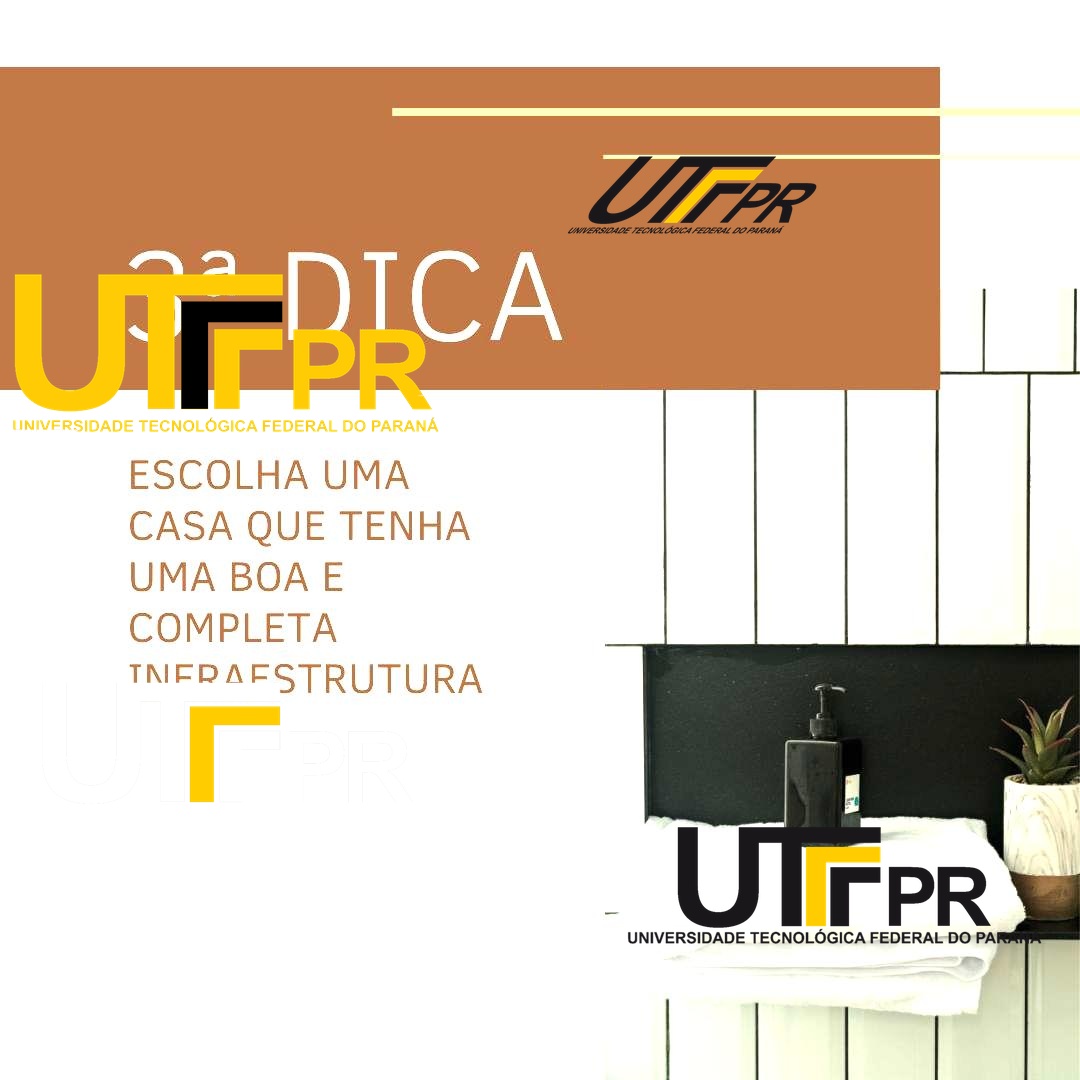 UTFPR
UNIVERSIDADE TECNOLÓGICA FEDERAL DO PARANÁ
3ª DICA
UTFPR
UNIVERSIDADE TECNOLÓGICA FEDERAL DO PARANÁ
ESCOLHA UMA
CASA QUE TENHA
UMA BOA E
COMPLETA
INFRAESTRUTURA
UTFPR
UTFPR
UNIVERSIDADE TECNOLÓGICA FEDERAL DO PARANÁ